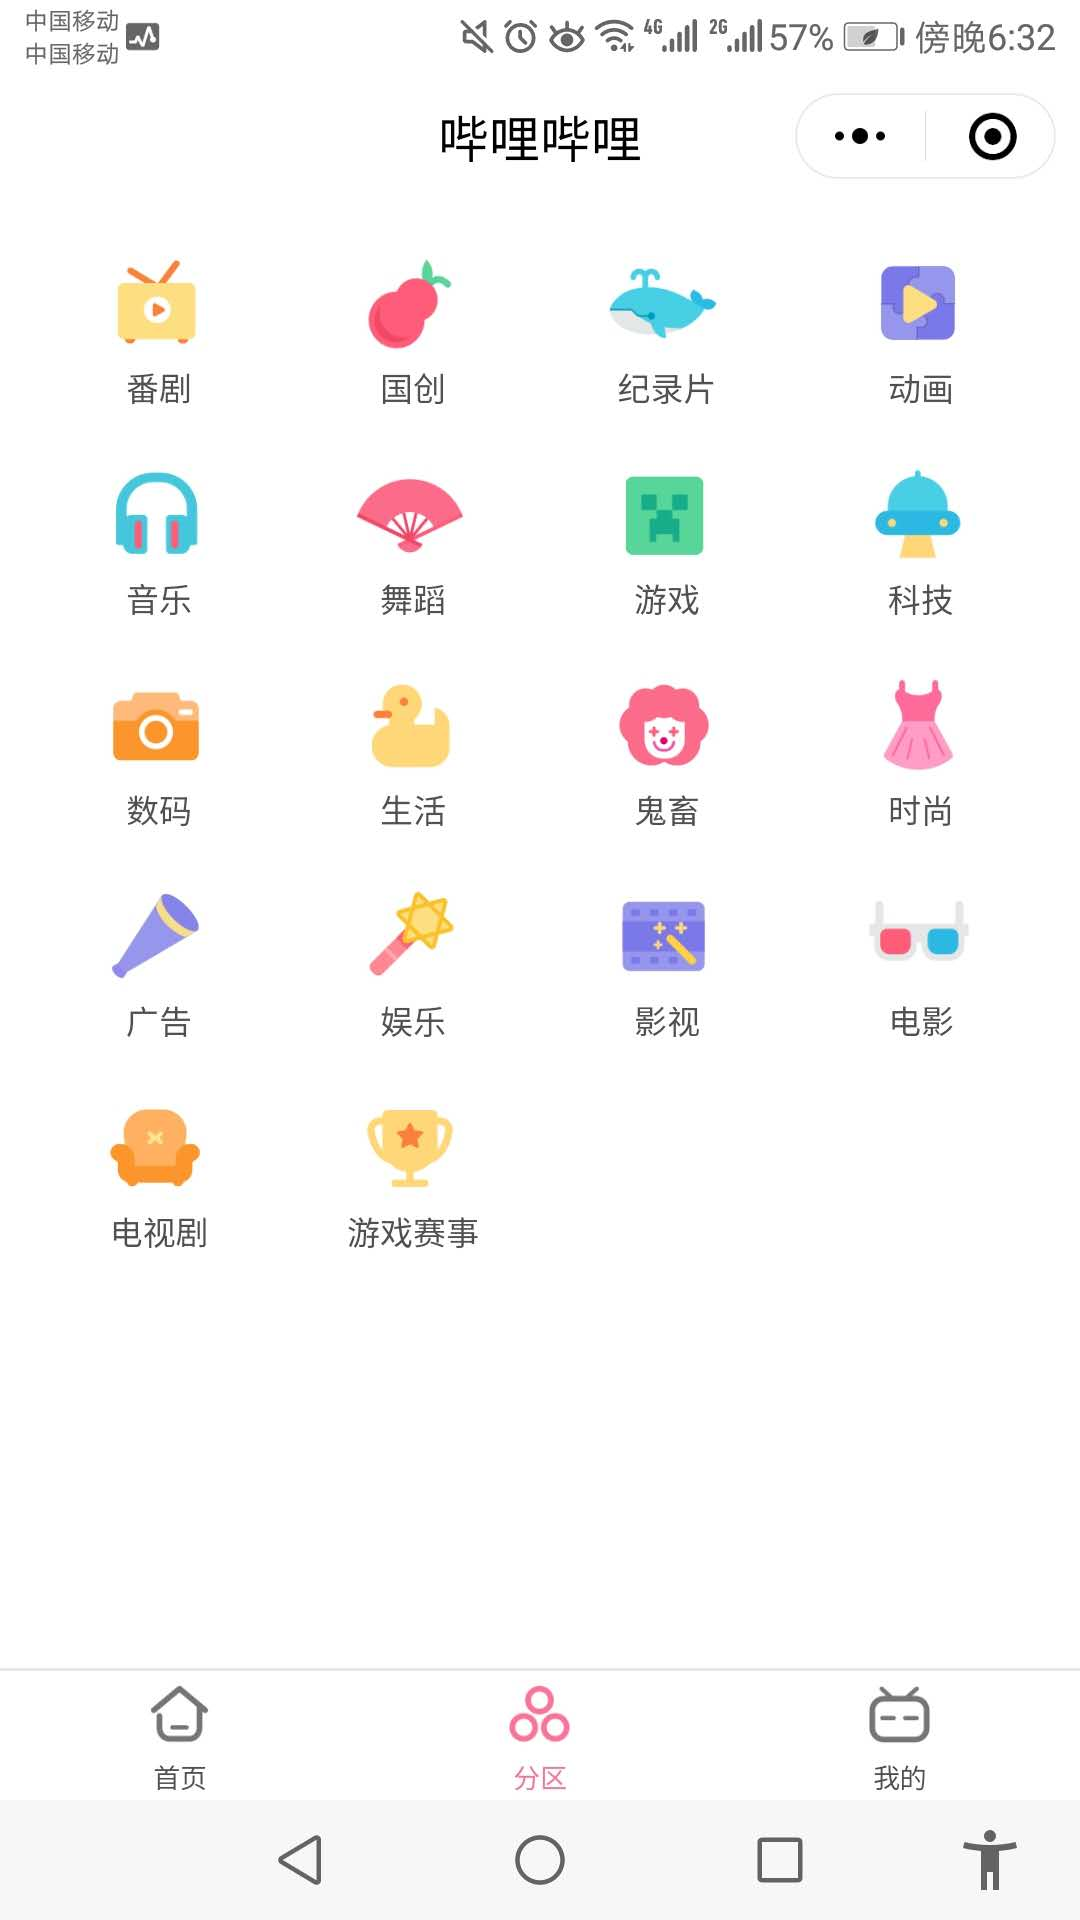 中国移动
中国移动
4G 2G 57% 傍晚6:32
哔哩哔哩
番剧 国创 纪录片 动画
音乐 舞蹈 游戏 科技
数码 生活 鬼畜 时尚
广告 娱乐 影视 电影
电视剧 游戏赛事
首页 分区 我的